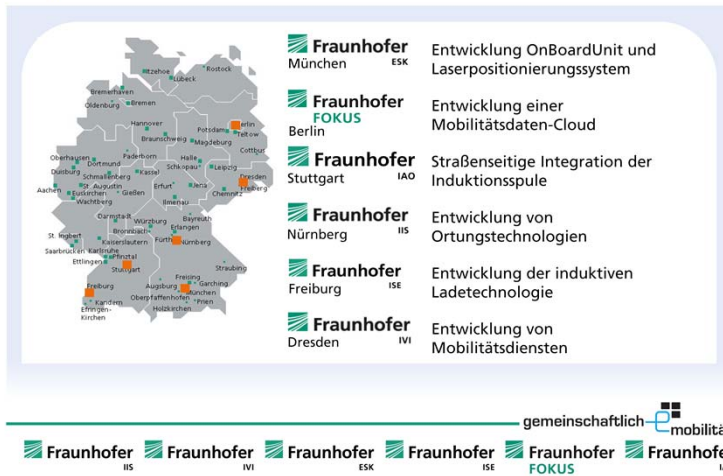 Itzehoe
Rostock
Lübeck
Bremerhaven
Oldenburg
Bremen
Hannover
Berlin
Potsdam
Teltow
Braunschweig
Magdeburg
Cottbus
Oberhausen
Paderborn
Halle
Dortmund
Schkopau
Leipzig
Duisburg
Kassel
Dresden
Schmallenberg
Aachen
St. Augustin
Erfurt
Jena
Freiberg
Euskirchen
Gießen
Chemnitz
Wachtberg
Ilmenau
Darmstadt
Bayreuth
Würzburg
Bronnbach
Erlangen
St. Ingbert
Fürth
Nürnberg
Kaiserslautern
Saarbrücken
Karlsruhe
Pfinztal
Ettlingen
Stuttgart
Straubing
Freising
Freiburg
Augsburg
Garching
München
Oberpfaffenhofen
Kandern
Prien
Holzkirchen
Efringen-
Kirchen
Fraunhofer
ESK
München
Entwicklung OnBoardUnit und
Laserpositionierungssystem
Fraunhofer
FOKUS
Berlin
Entwicklung einer
Mobilitätsdaten-Cloud
Fraunhofer
IAO
Stuttgart
Straßenseitige Integration der
Induktionsspule
Fraunhofer
IIS
Nürnberg
Entwicklung von
Ortungstechnologien
Fraunhofer
ISE
Freiburg
Entwicklung der induktiven
Ladetechnologie
Fraunhofer
IVI
Dresden
Entwicklung von
Mobilitätsdiensten
gemeinschaftlich e mobilitä
Fraunhofer Fraunhofer Fraunhofer Fraunhofer Fraunhofer Fraunhof
IIS IVI ESK ISE FOKUS